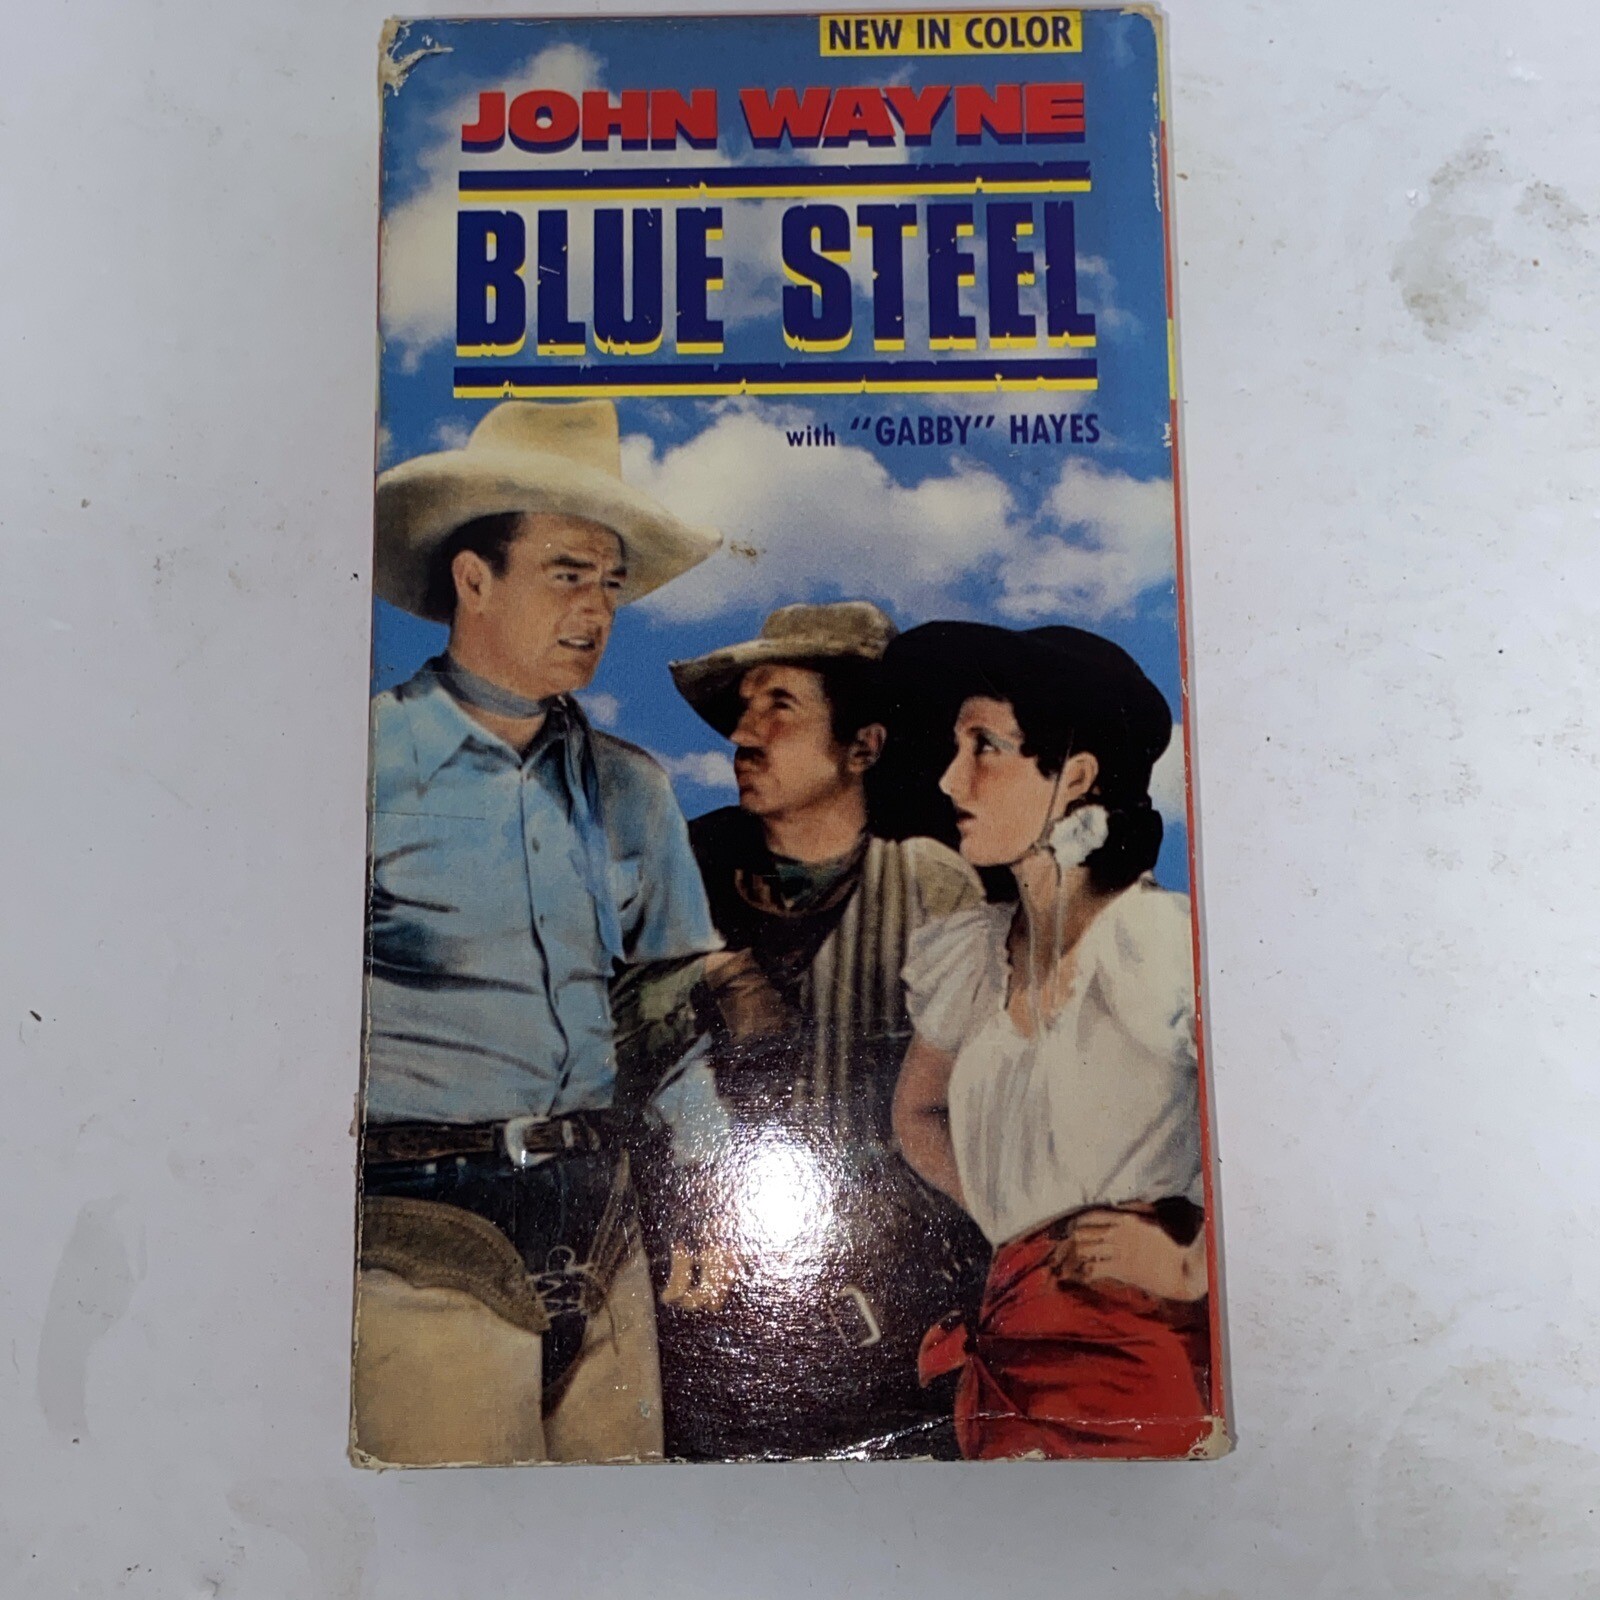 NEW IN COLOR
JOHN WAYNE
BLUE STEEL
with "GABBY" HAYES